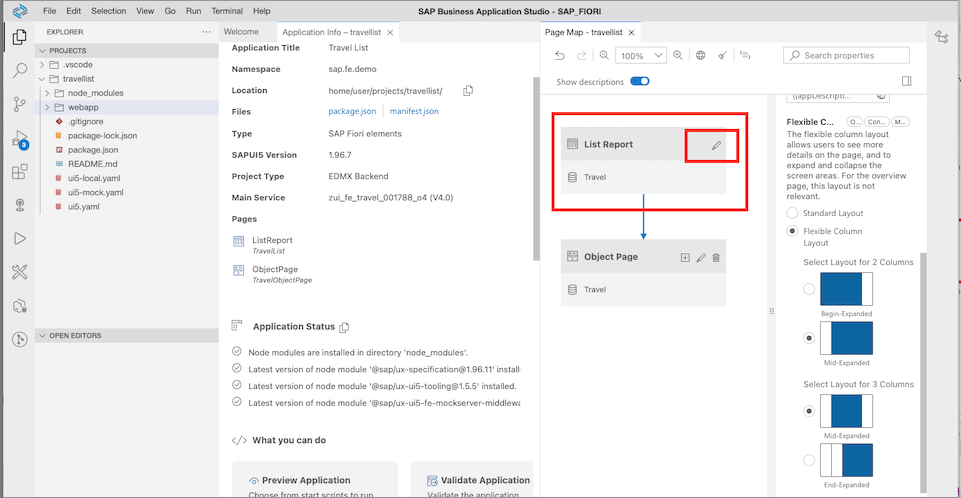 File Edit Selection View Go Run Terminal Help
SAP Business Application Studio - SAP_FIORI
EXPLORER
PROJECTS
.vscode
travellist
node_modules
webapp
.gitignore
package-lock.json
package.json
README.md
ui5-local.yaml
ui5-mock.yaml
ui5.yaml
3
OPEN EDITORS
Welcome
Application Info – travellist
Application Title Travel List
Namespace sap.fe.demo
Location home/user/projects/travellist/
Files package.json manifest.json
Type SAP Fiori elements
SAPUI5 Version 1.96.7
Project Type EDMX Backend
Main Service zui_fe_travel_001788_o4 (V4.0)
Pages
ListReport
TravelList
ObjectPage
TravelObjectPage
Application Status
Node modules are installed in directory 'node_modules'.
Latest version of node module '@sap/ux-specification@1.96.11' install
Latest version of node module '@sap/ux-ui5-tooling@1.5.5' installed.
Latest version of node module '@sap/ux-ui5-fe-mockserver-middlewa
</> What you can do
Preview Application
Choose from start scripts to run
Validate Application
Validate the application
Page Map - travellist
100%
Search properties
Show descriptions
List Report
Travel
Object Page
Travel
{{appDescripti...
Flexible C... O... Con... M...
The flexible column layout
allows users to see more
details on the page, and to
expand and collapse the
screen areas. For the overview
page, this layout is not
relevant.
Standard Layout
Flexible Column
Layout
Select Layout for 2 Columns
Begin-Expanded
Mid-Expanded
Select Layout for 3 Columns
Mid-Expanded
End-Expanded